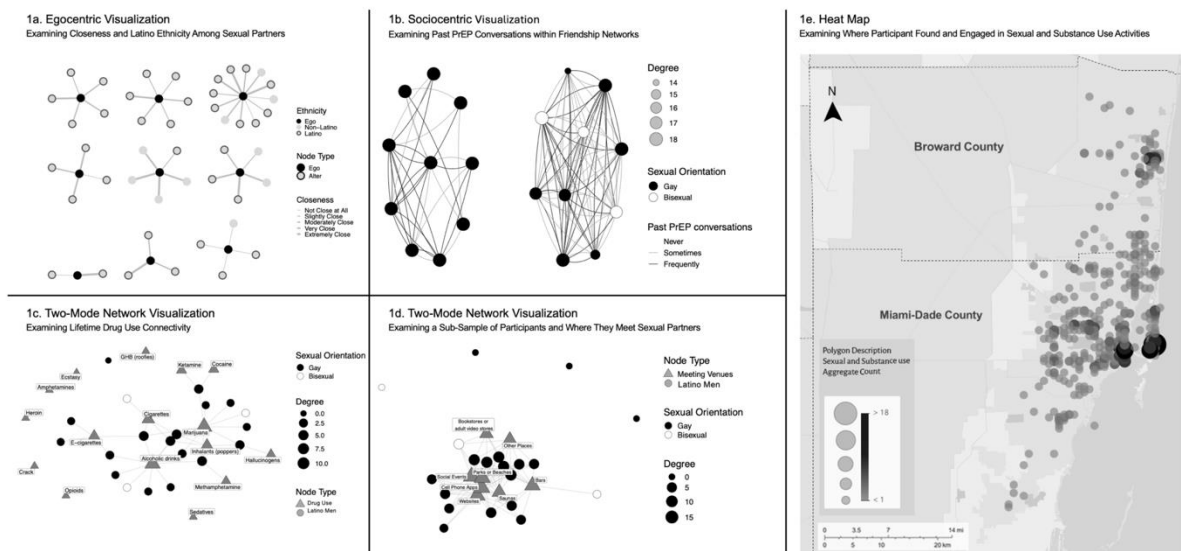 1a. Egocentric Visualization
Examining Closeness and Latino Ethnicity Among Sexual Partners
Ethnicity
Ego
Non-Latino
Latino
Node Type
Ego
Alter
Closeness
Not Close at All
Slightly Close
Moderately Close
Very Close
Extremely Close
1b. Sociocentric Visualization
Examining Past PrEP Conversations within Friendship Networks
Degree
14
15
16
17
18
Sexual Orientation
Gay
Bisexual
Past PrEP conversations
Never
Sometimes
Frequently
1c. Two-Mode Network Visualization
Examining Lifetime Drug Use Connectivity
GHB (roofies)
Ketamine
Cocaine
Ecstasy
Amphetamines
Heroin
Cigarettes
Marijuana
E-cigarettes
Inhalants (poppers)
Hallucinogens
Alcoholic drinks
Crack
Methamphetamine
Opioids
Sedatives
Sexual Orientation
Gay
Bisexual
Degree
0.0
2.5
5.0
7.5
10.0
Node Type
Drug Use
Latino Men
1d. Two-Mode Network Visualization
Examining a Sub-Sample of Participants and Where They Meet Sexual Partners
Bookstores or
adult video stores
Other Places
Parks or Beaches
Social Events
Cell Phone Apps
Bars
Saunas
Websites
Node Type
Meeting Venues
Latino Men
Sexual Orientation
Gay
Bisexual
Degree
0
5
10
15
1e. Heat Map
Examining Where Participant Found and Engaged in Sexual and Substance Use Activities
N
Broward County
Miami-Dade County
Polygon Description
Sexual and Substance use
Aggregate Count
> 18
< 1
0 3.5 7 14 mi
0 5 10 20 km